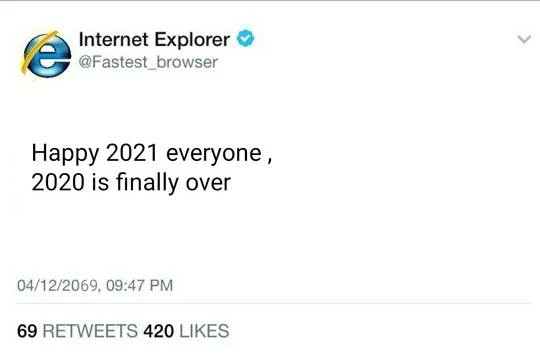 Internet Explorer
@Fastest_browser
Happy 2021 everyone ,
2020 is finally over
04/12/2069, 09:47 PM
69 RETWEETS 420 LIKES